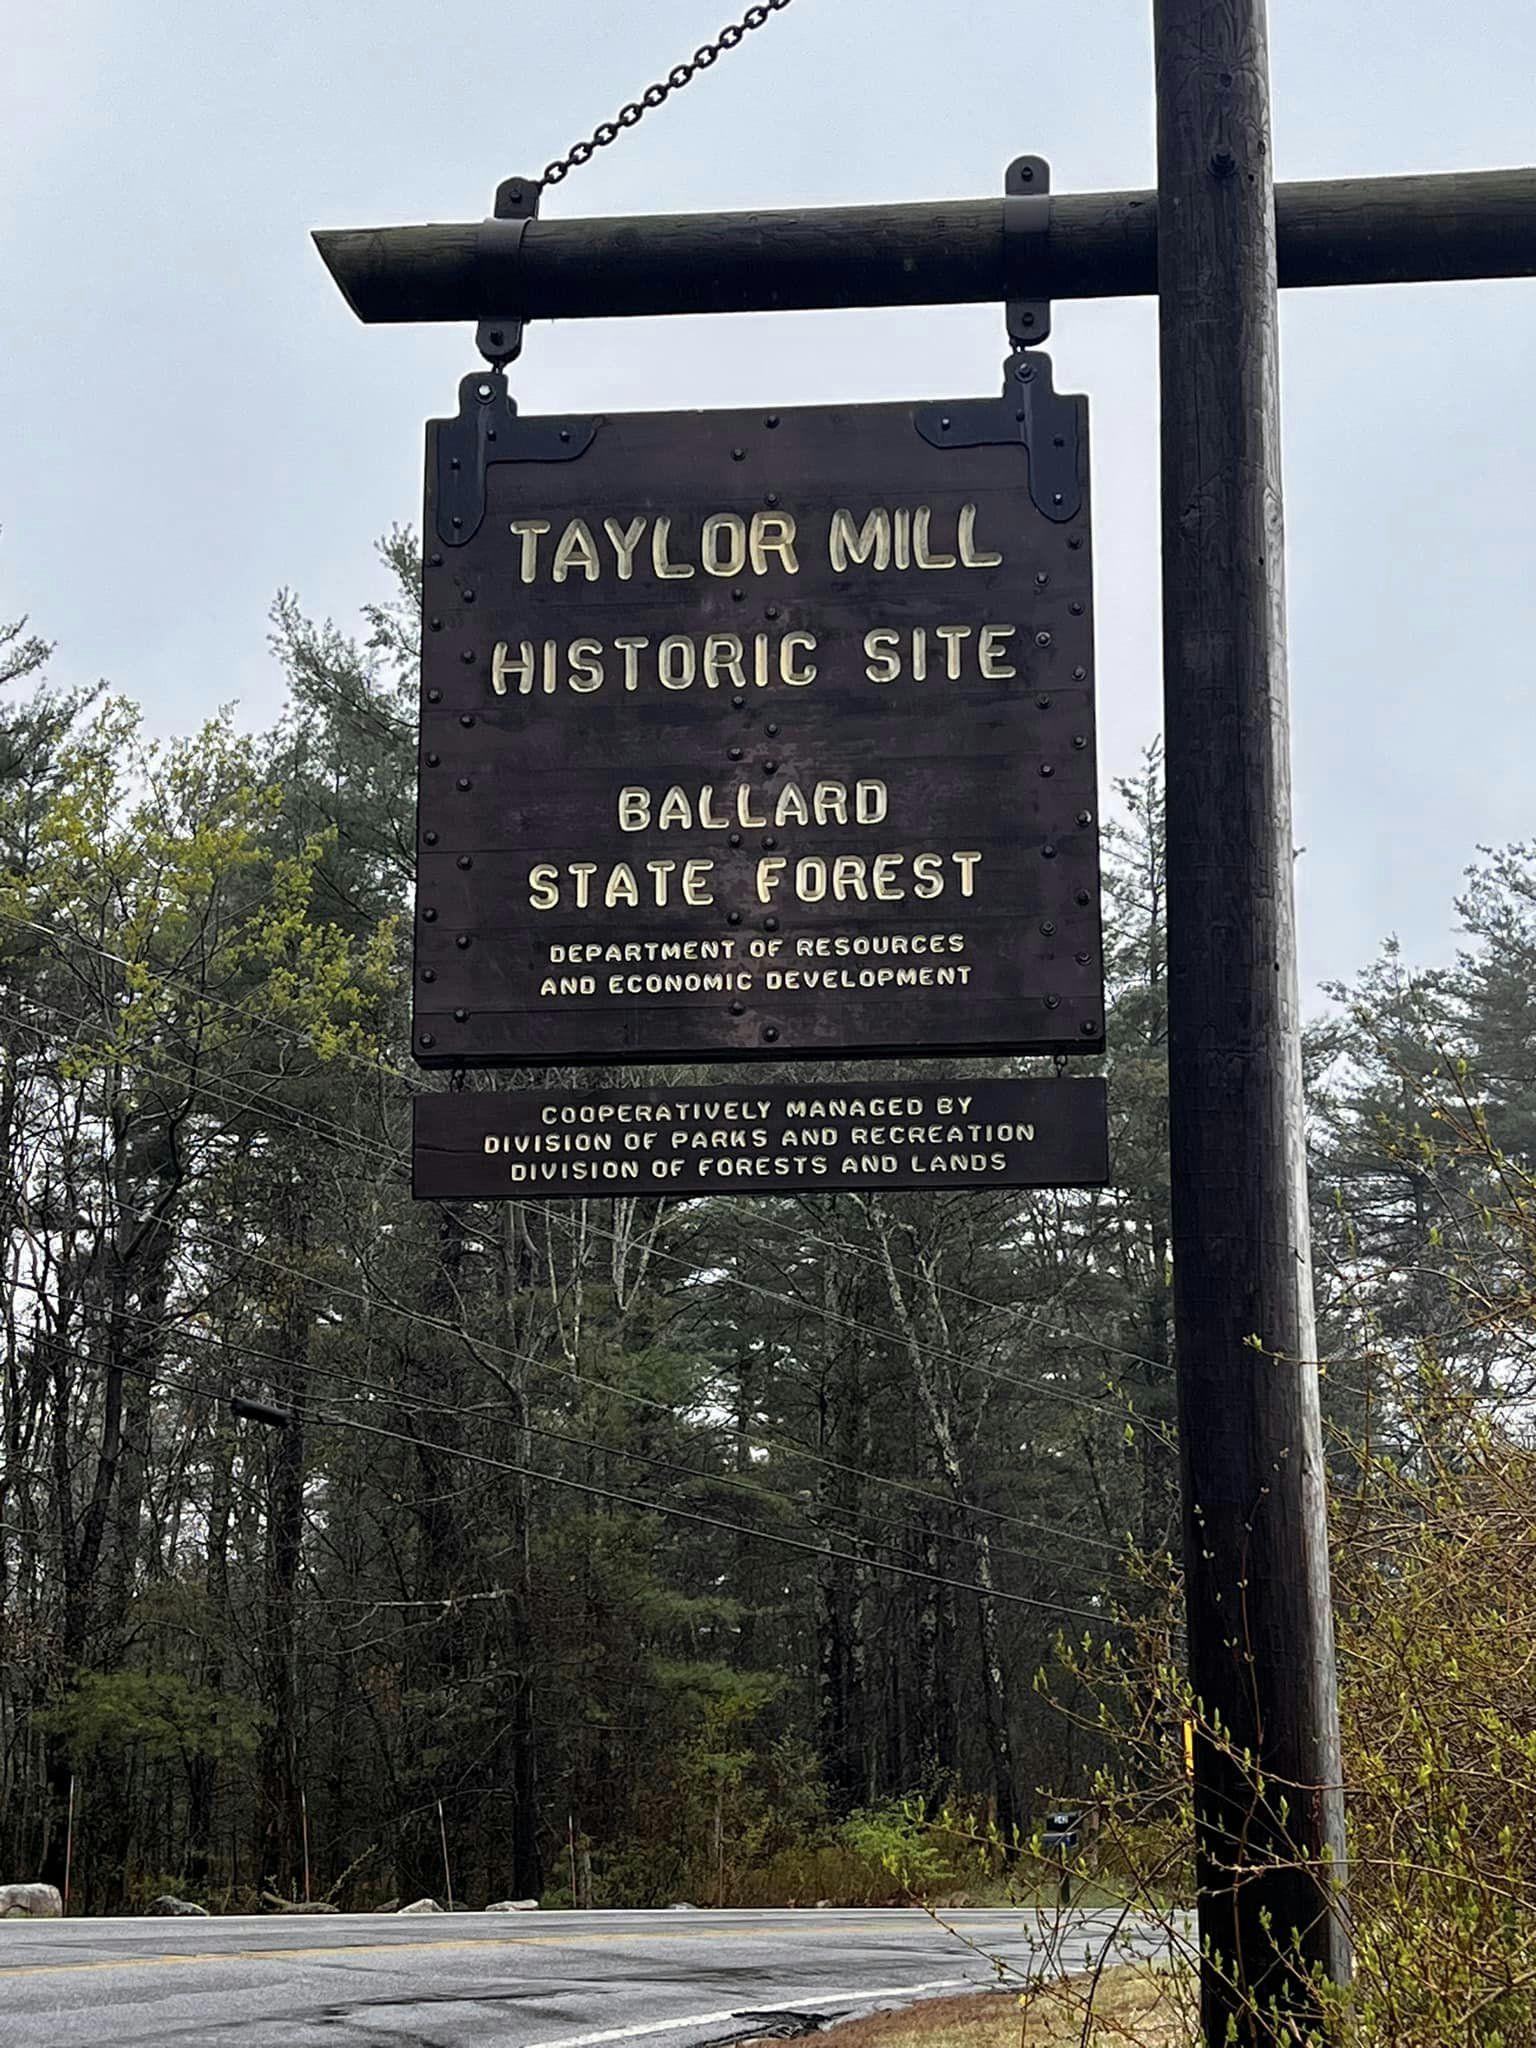 TAYLOR MILL
HISTORIC SITE
BALLARD
STATE FOREST
DEPARTMENT OF RESOURCES
AND ECONOMIC DEVELOPMENT
COOPERATIVELY MANAGED BY
DIVISION OF PARKS AND RECREATION
DIVISION OF FORESTS AND LANDS